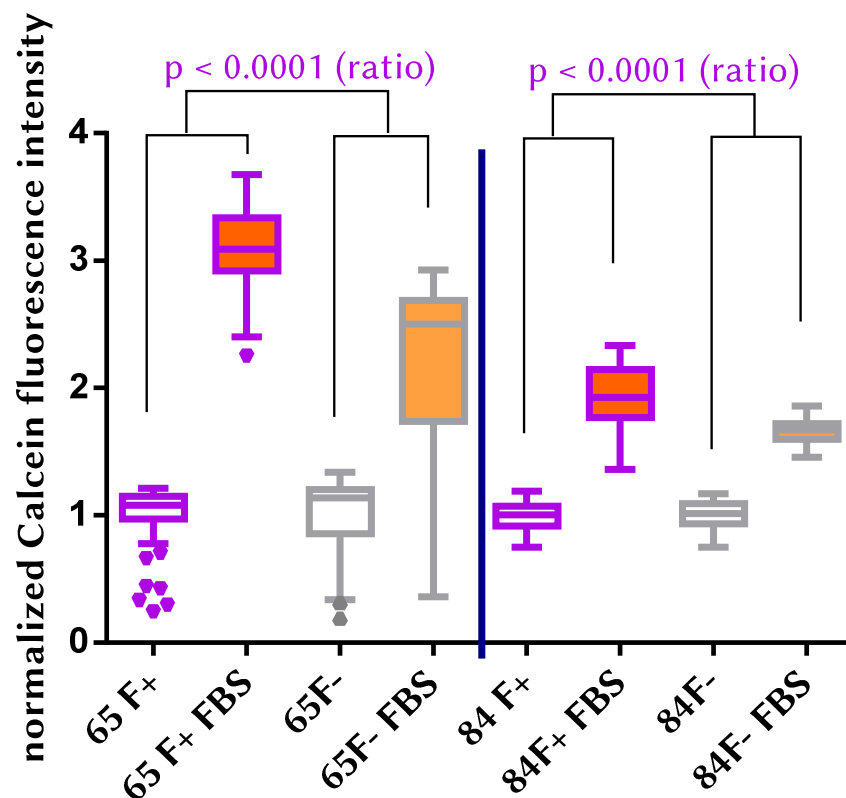 normalized Calcein fluorescence intensity
p < 0.0001 (ratio)
p < 0.0001 (ratio)
4
3
2
1
0
65 F+
65 F+ FBS
65F-
65F- FBS
84 F+
84F+ FBS
84F-
84F- FBS